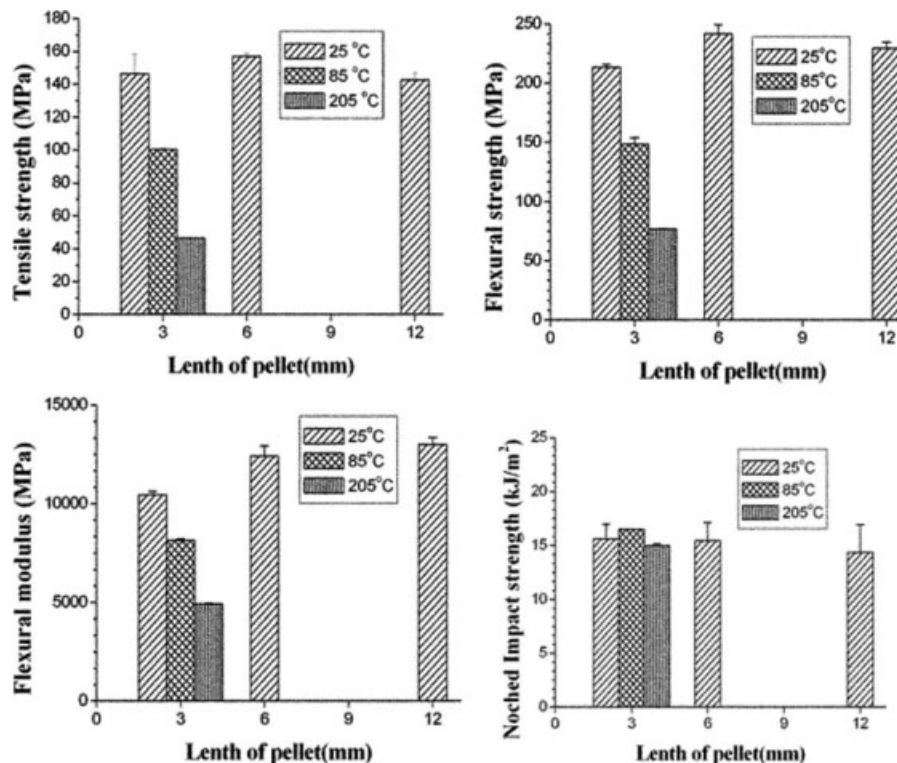 Tensile strength (MPa)
180
160
140
120
100
80
60
40
20
0
25 °C
85 °C
205 °C
0 3 6 9 12
Lenth of pellet(mm)
Flexural strength (MPa)
250
200
150
100
50
0
25°C
85°C
205°C
0 3 6 9 12
Lenth of pellet(mm)
Flexural modulus (MPa)
15000
10000
5000
0
25°C
85°C
205°C
0 3 6 9 12
Lenth of pellet(mm)
Noched Impact strength (kJ/m²)
25
20
15
10
5
0
25°C
85°C
205°C
0 3 6 9 12
Lenth of pellet(mm)